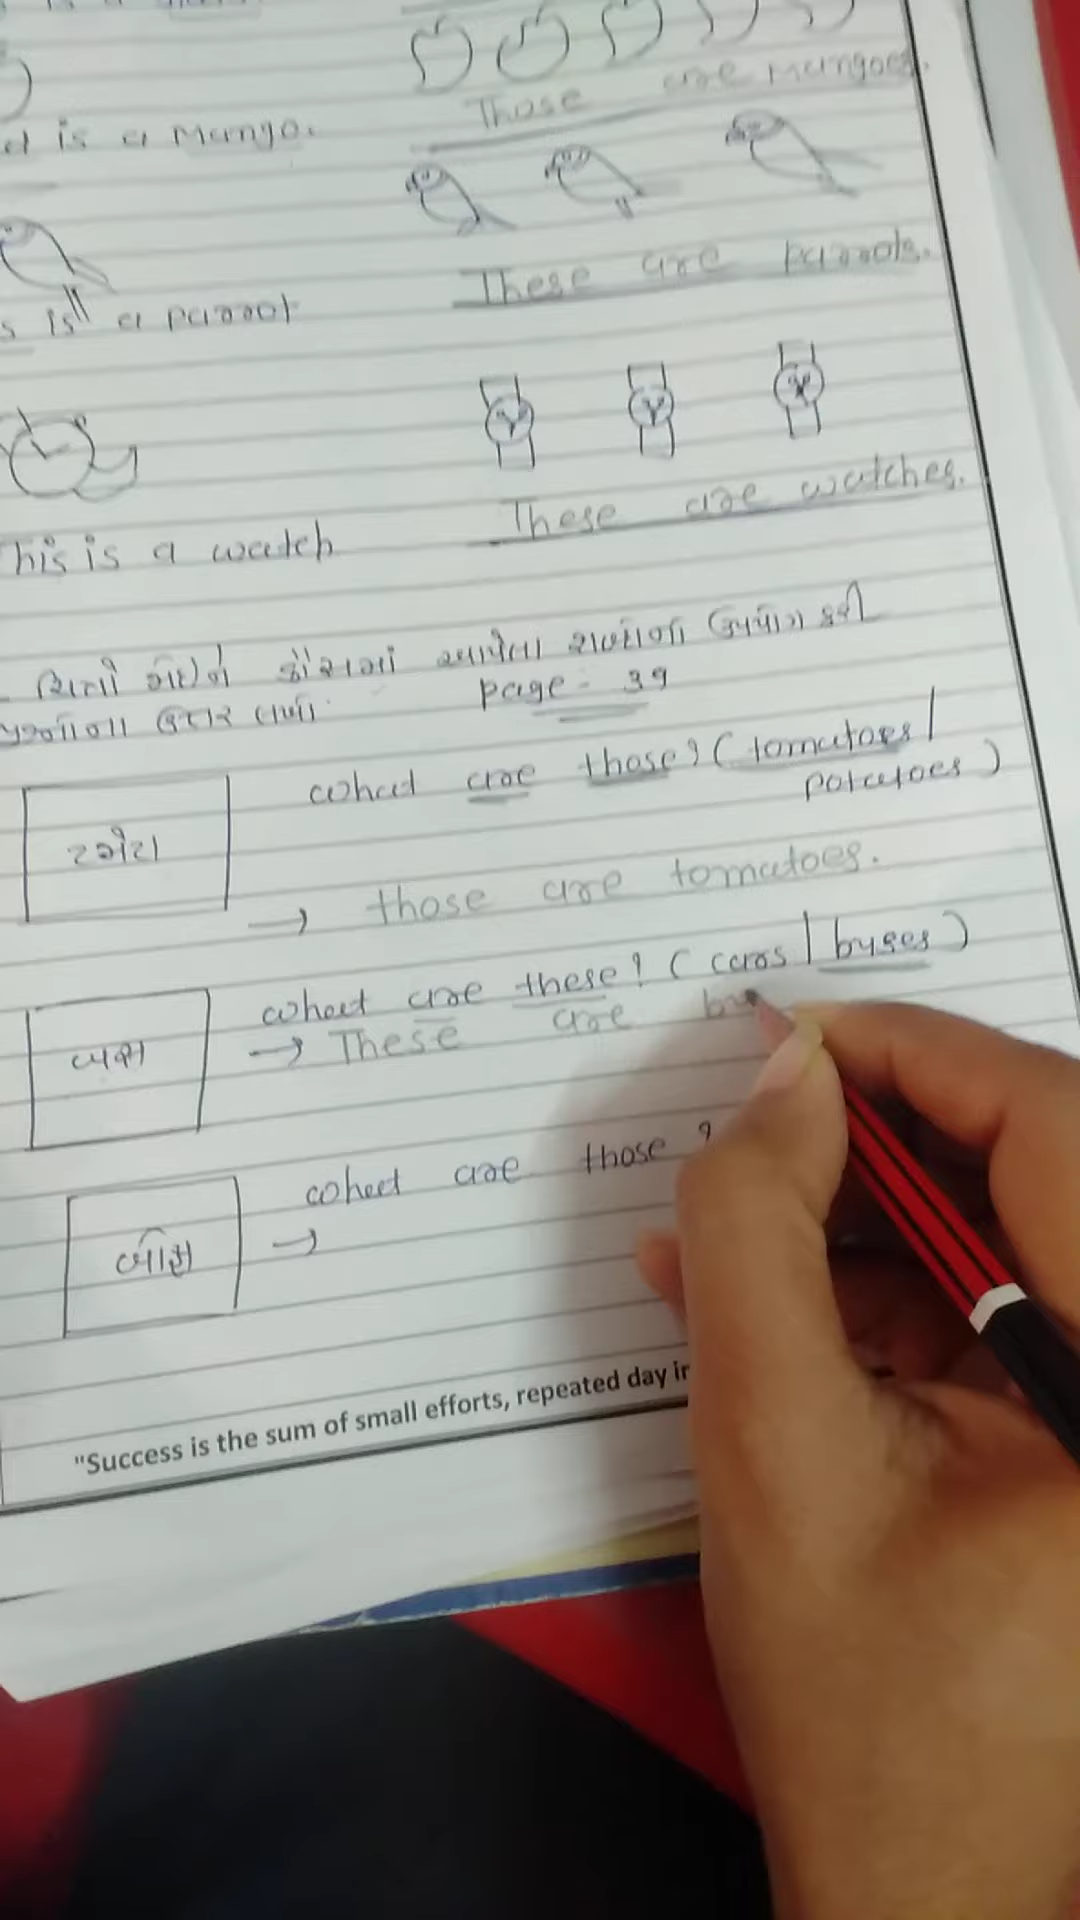 is a Mango.
Those are Mangoes.
is a parrot
These are parrots.
This is a watch
These are watches.
page - 39
what are those? (tomatoes/
potatoes)
ટમેટા
→ those are tomatoes.
what are these? (cars / buses)
બસ
→ These are bu
what are those ?
→
"Success is the sum of small efforts, repeated day in